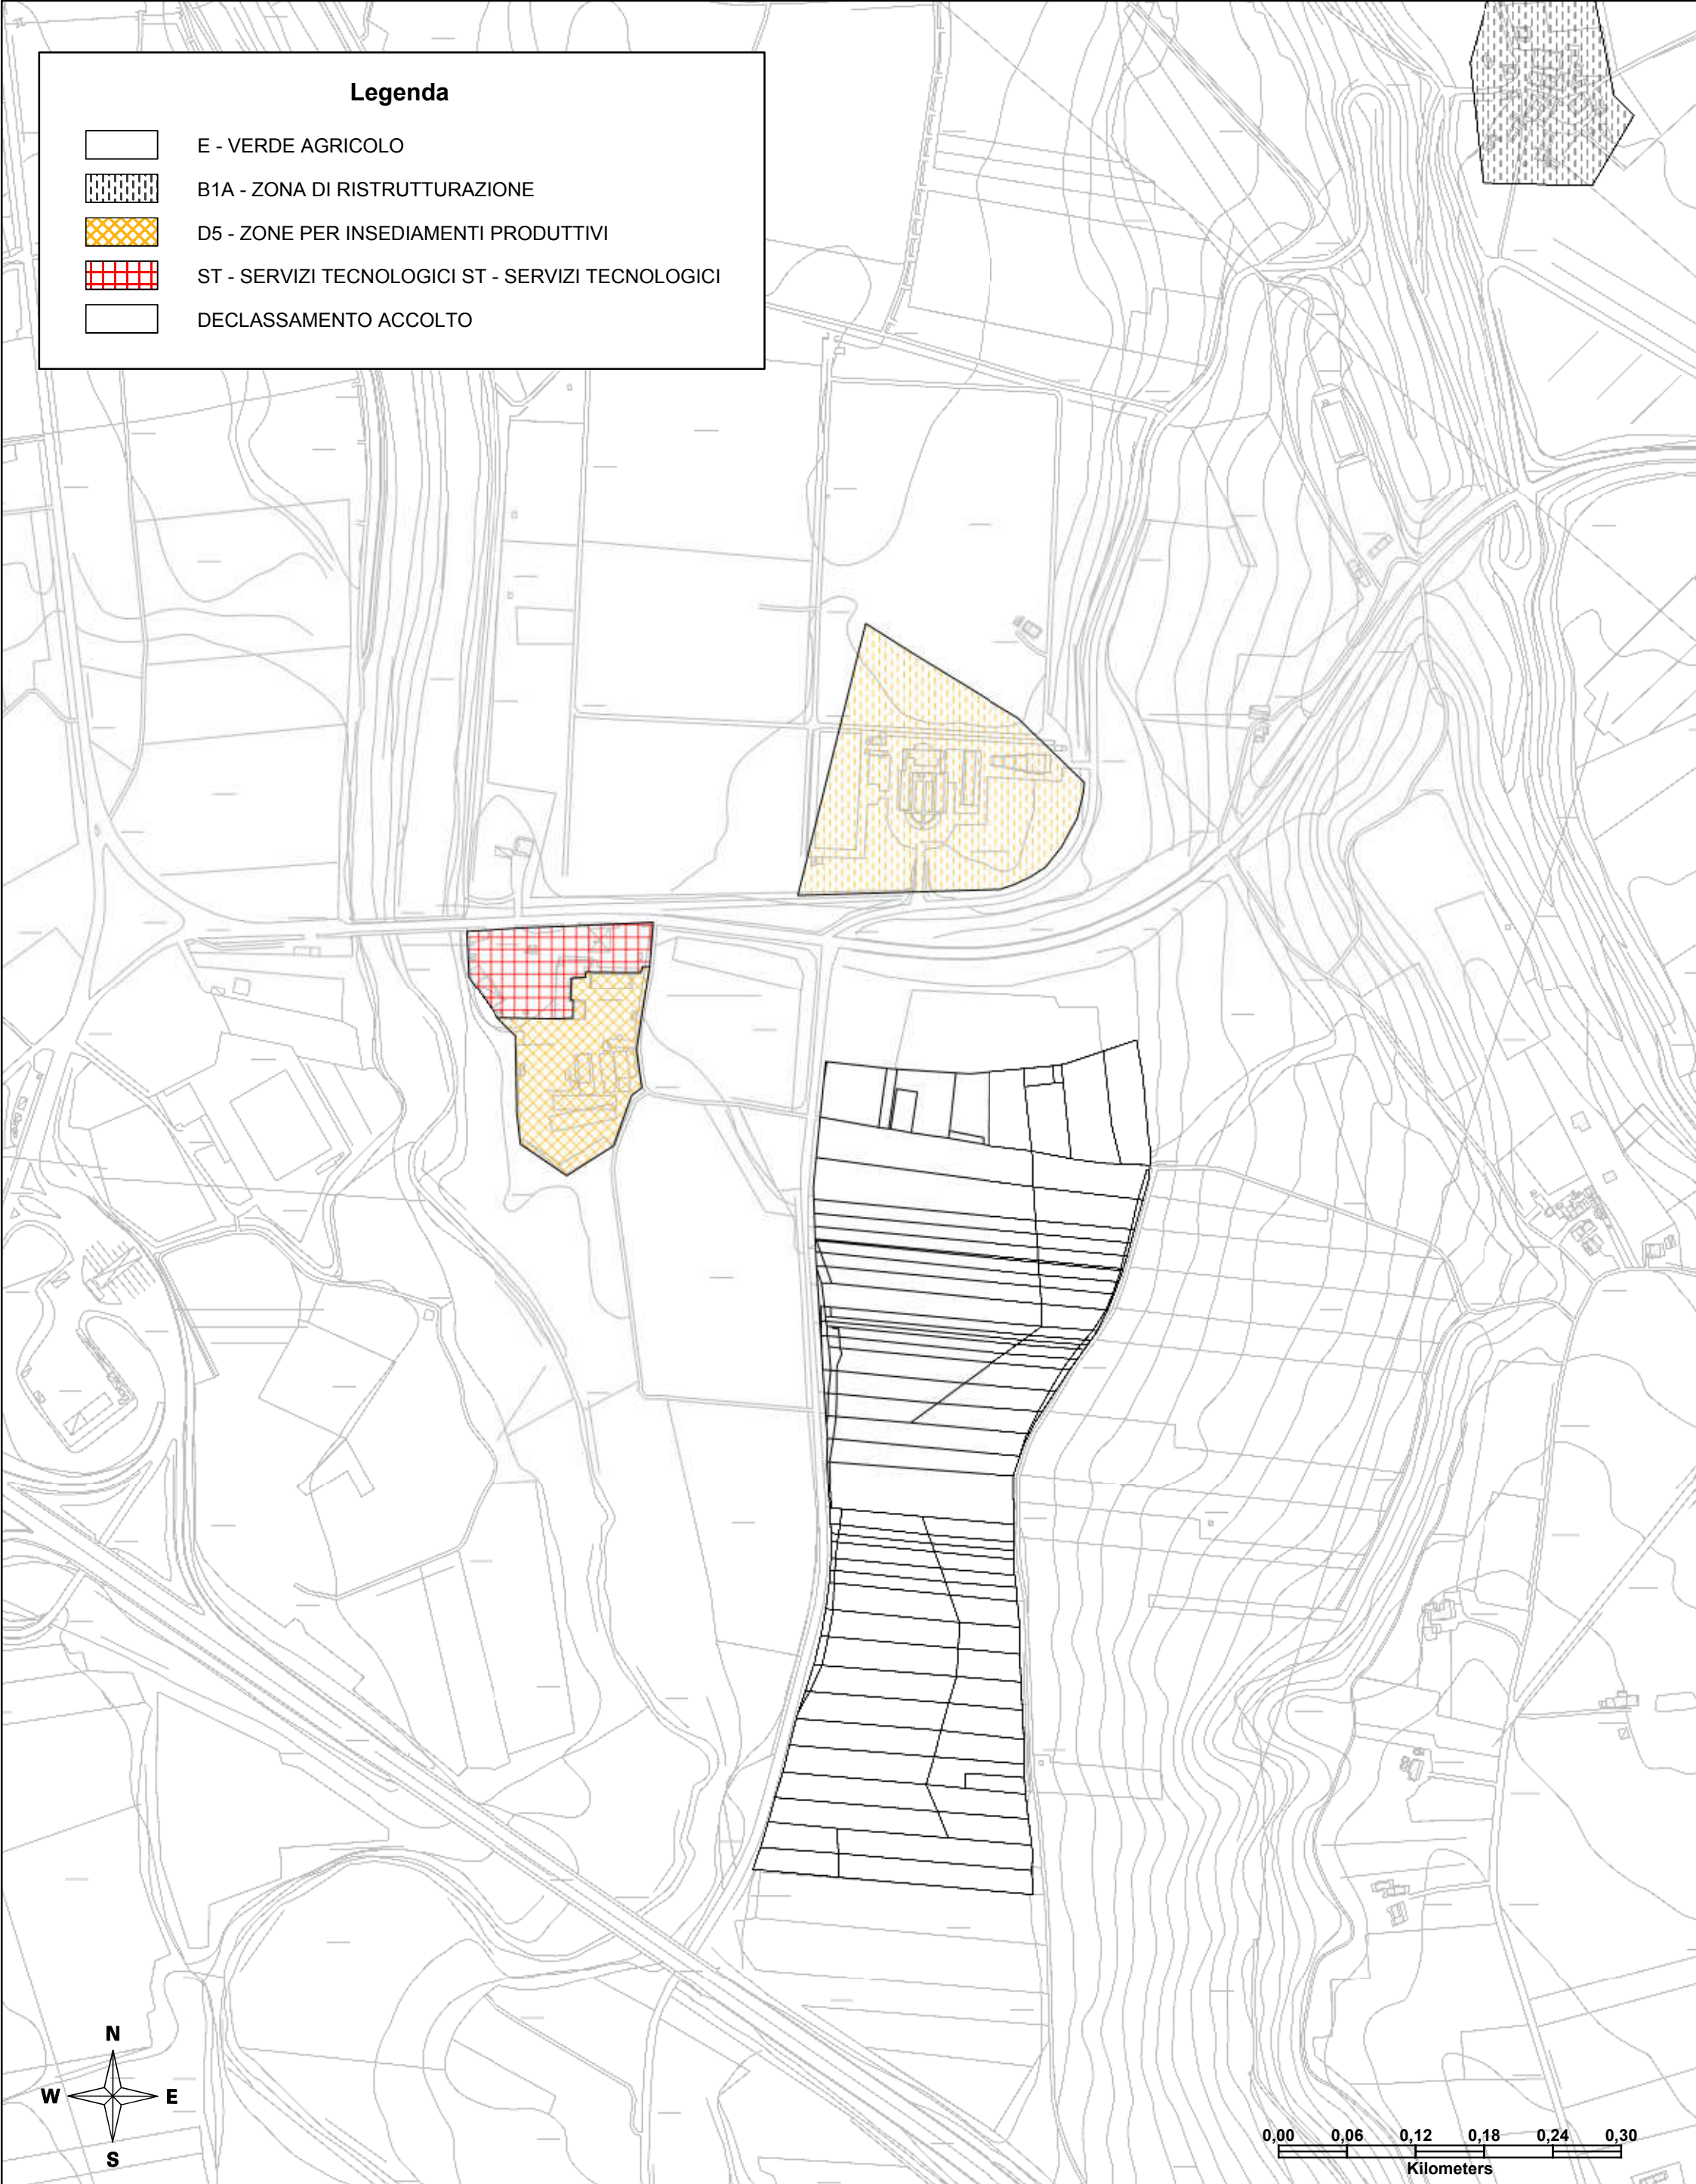 Legenda
E - VERDE AGRICOLO
B1A - ZONA DI RISTRUTTURAZIONE
D5 - ZONE PER INSEDIAMENTI PRODUTTIVI
ST - SERVIZI TECNOLOGICI ST - SERVIZI TECNOLOGICI
DECLASSAMENTO ACCOLTO
N
W E
S
0,00 0,06 0,12 0,18 0,24 0,30
Kilometers